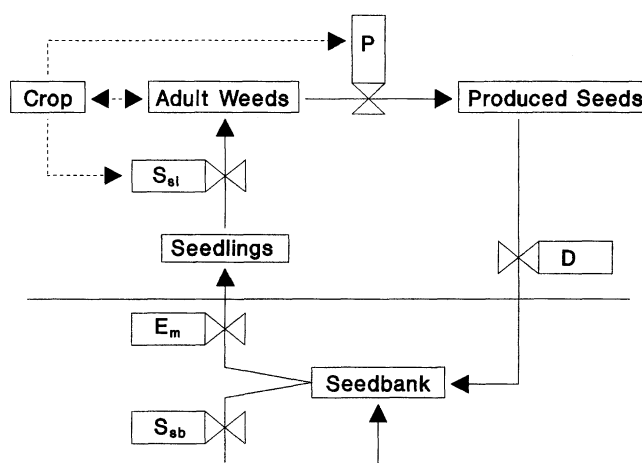 P
Crop
Adult Weeds
Produced Seeds
Ssl
Seedlings
D
Em
Seedbank
Ssb